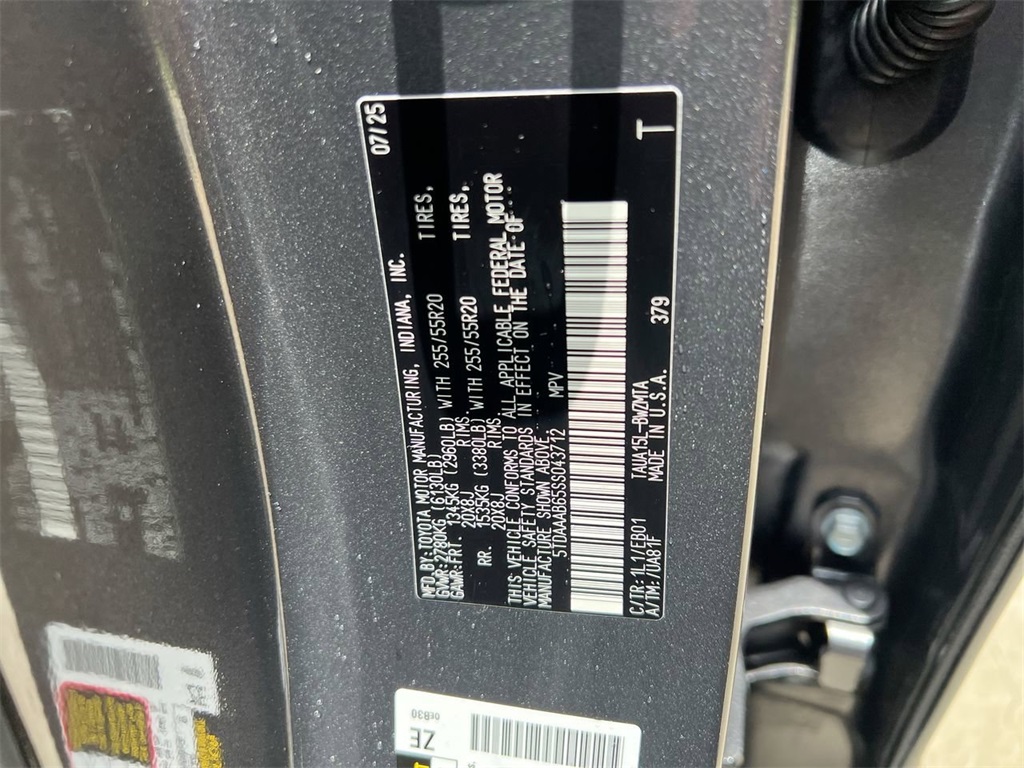 MFD BY: TOYOTA MOTOR MANUFACTURING, INDIANA, INC. 07/25
GVWR: 2780KG (6130LB)
GAWR: FRT. 1345KG (2960LB) WITH 255/55R20 TIRES,
20X8J RIMS.
RR. 1535KG (3380LB) WITH 255/55R20 TIRES,
20X8J RIMS.
THIS VEHICLE CONFORMS TO ALL APPLICABLE FEDERAL MOTOR
VEHICLE SAFETY STANDARDS IN EFFECT ON THE DATE OF
MANUFACTURE SHOWN ABOVE.
5TDAAAB65SS043712 MPV
C/TR: 1L1/EB01 TAUA15L-BWZMTA 379 T
A/TM: /UA81F MADE IN U.S.A.
ZE